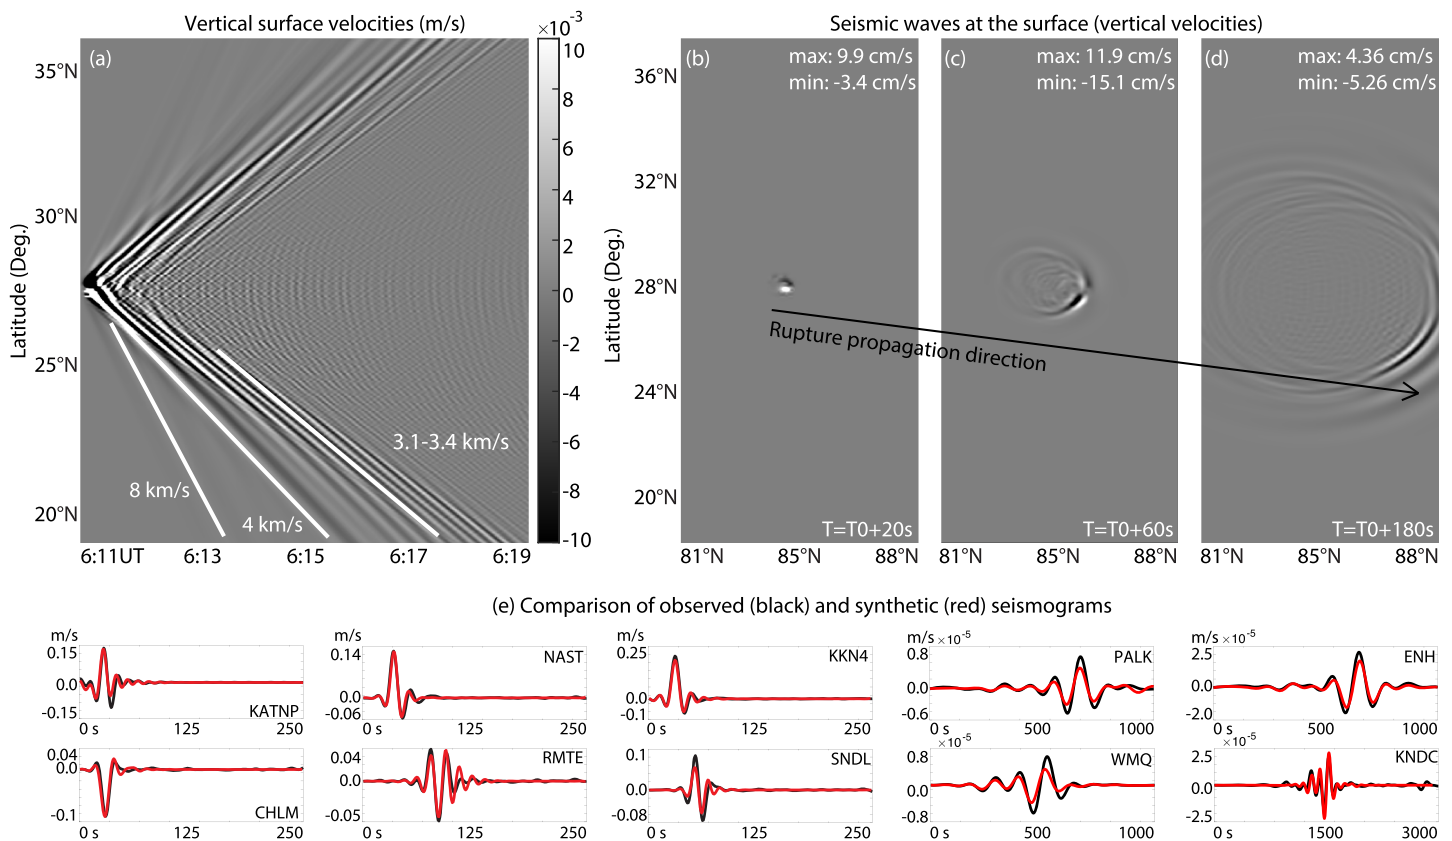 Vertical surface velocities (m/s)
Seismic waves at the surface (vertical velocities)
×10⁻³
(a)
35°N
30°N
25°N
20°N
Latitude (Deg.)
8 km/s
4 km/s
3.1-3.4 km/s
6:11UT 6:13 6:15 6:17 6:19
10
8
6
4
2
0
-2
-4
-6
-8
-10
Latitude (Deg.)
36°N
32°N
28°N
24°N
20°N
(b)
max: 9.9 cm/s
min: -3.4 cm/s
T=T0+20s
81°N 85°N 88°N
(c)
max: 11.9 cm/s
min: -15.1 cm/s
T=T0+60s
81°N 85°N 88°N
(d)
max: 4.36 cm/s
min: -5.26 cm/s
T=T0+180s
81°N 85°N 88°N
Rupture propagation direction
(e) Comparison of observed (black) and synthetic (red) seismograms
m/s
0.15
0.0
-0.15
KATNP
0 s 125 250
m/s
0.14
0.0
-0.06
NAST
0 s 125 250
m/s
0.25
0.0
-0.1
KKN4
0 s 125 250
m/s ×10⁻⁵
0.8
0.0
-0.6
PALK
0 s 500 1000
m/s ×10⁻⁵
2.5
0.0
-2.0
ENH
0 s 500 1000
0.04
0.0
-0.1
CHLM
0 s 125 250
0.04
0.0
-0.05
RMTE
0 s 125 250
0.1
0.0
-0.08
SNDL
0 s 125 250
×10⁻⁵
0.8
0.0
-0.8
WMQ
0 s 500 1000
×10⁻⁵
2.5
0.0
-2.5
KNDC
0 s 1500 3000